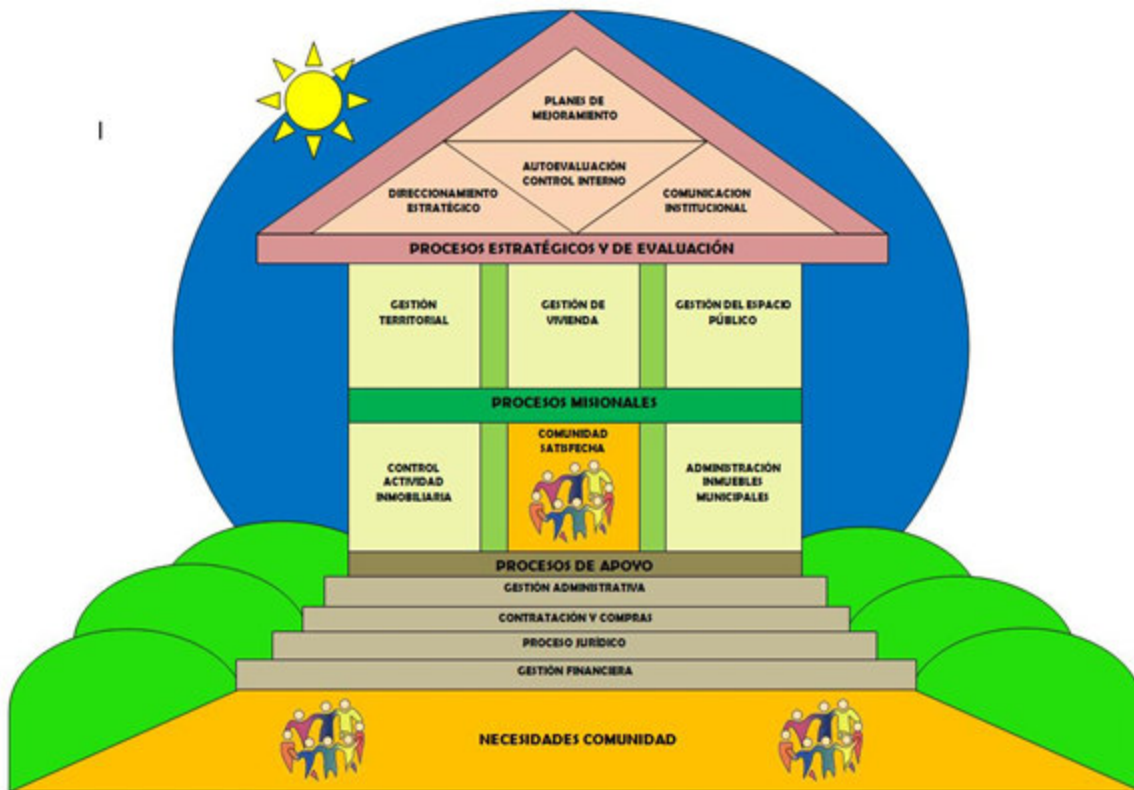 PLANES DE
MEJORAMIENTO
AUTOEVALUACIÓN
CONTROL INTERNO
DIRECCIONAMIENTO
ESTRATÉGICO
COMUNICACION
INSTITUCIONAL
PROCESOS ESTRATÉGICOS Y DE EVALUACIÓN
GESTIÓN
TERRITORIAL
GESTIÓN DE
VIVIENDA
GESTIÓN DEL ESPACIO
PÚBLICO
PROCESOS MISIONALES
CONTROL
ACTIVIDAD
INMOBILIARIA
COMUNIDAD
SATISFECHA
ADMINISTRACIÓN
INMUEBLES
MUNICIPALES
PROCESOS DE APOYO
GESTIÓN ADMINISTRATIVA
CONTRATACIÓN Y COMPRAS
PROCESO JURÍDICO
GESTIÓN FINANCIERA
NECESIDADES COMUNIDAD